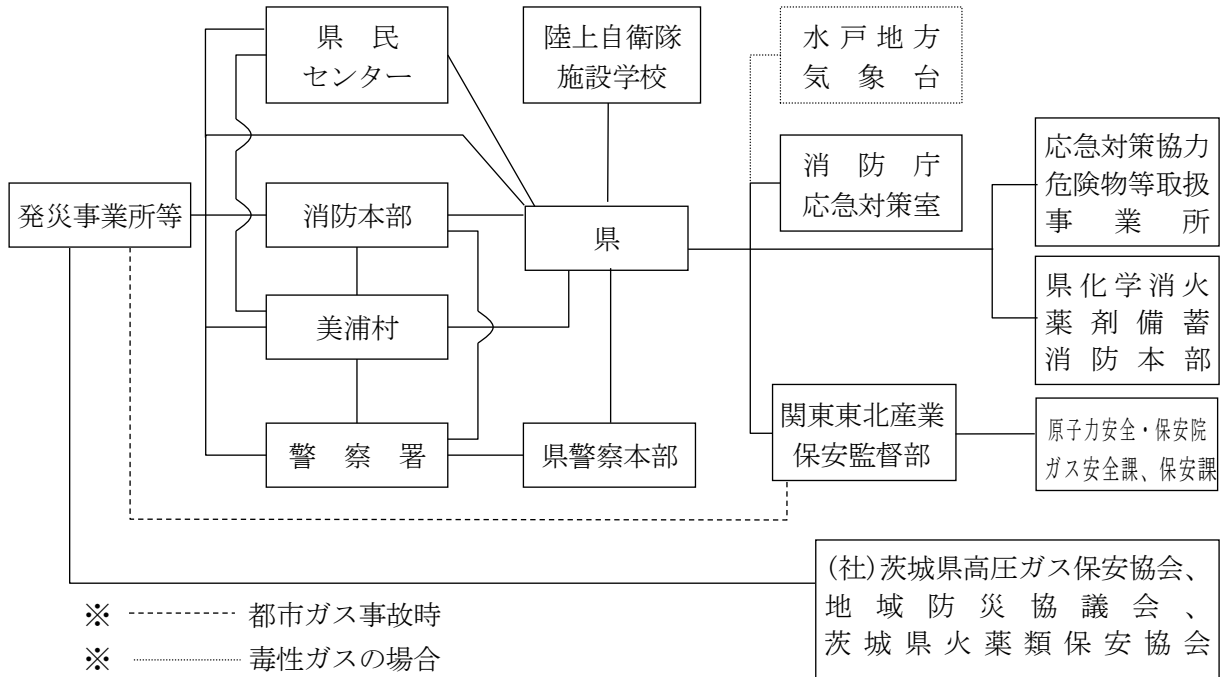 県民
センター
陸上自衛隊
施設学校
水戸地方
気象台
応急対策協力
危険物等取扱
事業所
消防庁
応急対策室
発災事業所等
消防本部
県
県化学消火
薬剤備蓄
消防本部
美浦村
関東東北産業
保安監督部
原子力安全・保安院
ガス安全課、保安課
警察署
県警察本部
(社)茨城県高圧ガス保安協会、
地域防災協議会、
茨城県火薬類保安協会
※ 都市ガス事故時
※ 毒性ガスの場合